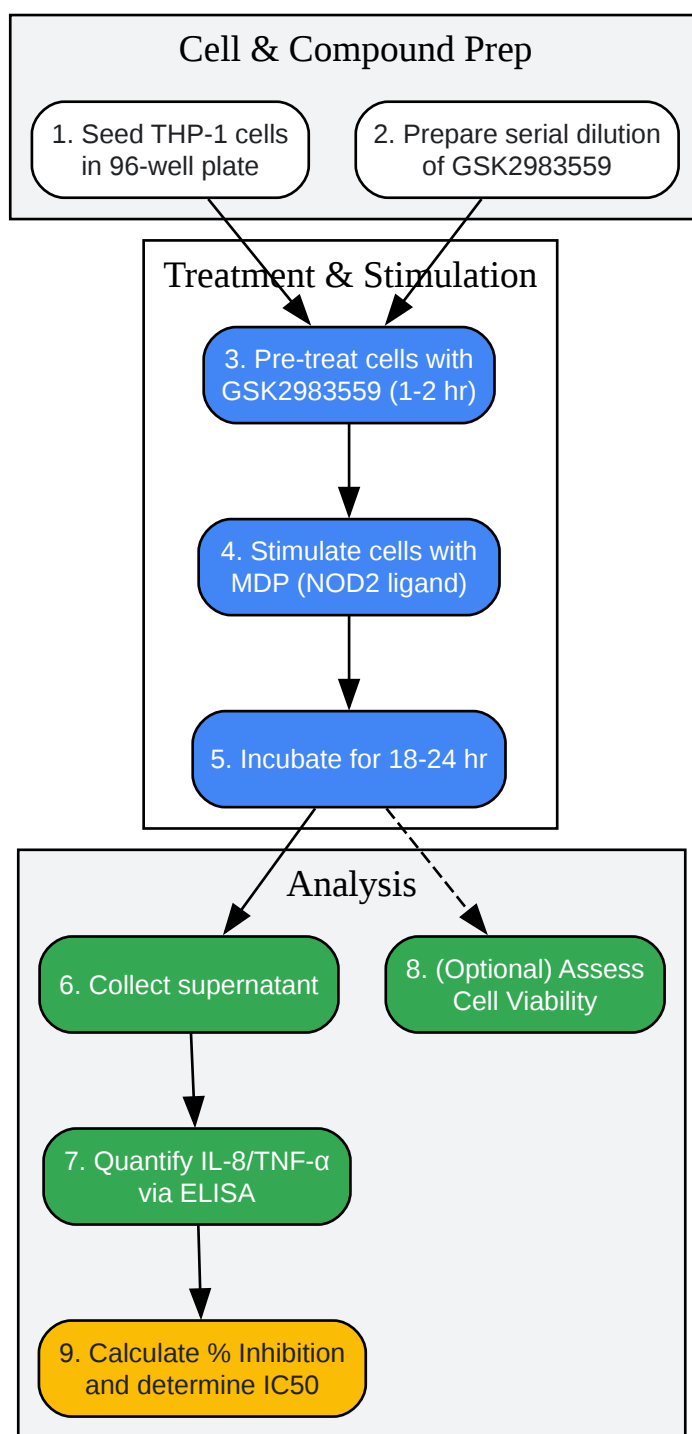 Cell & Compound Prep
1. Seed THP-1 cells
in 96-well plate
2. Prepare serial dilution
of GSK2983559
Treatment & Stimulation
3. Pre-treat cells with
GSK2983559 (1-2 hr)
4. Stimulate cells with
MDP (NOD2 ligand)
5. Incubate for 18-24 hr
Analysis
6. Collect supernatant
8. (Optional) Assess
Cell Viability
7. Quantify IL-8/TNF-α
via ELISA
9. Calculate % Inhibition
and determine IC50